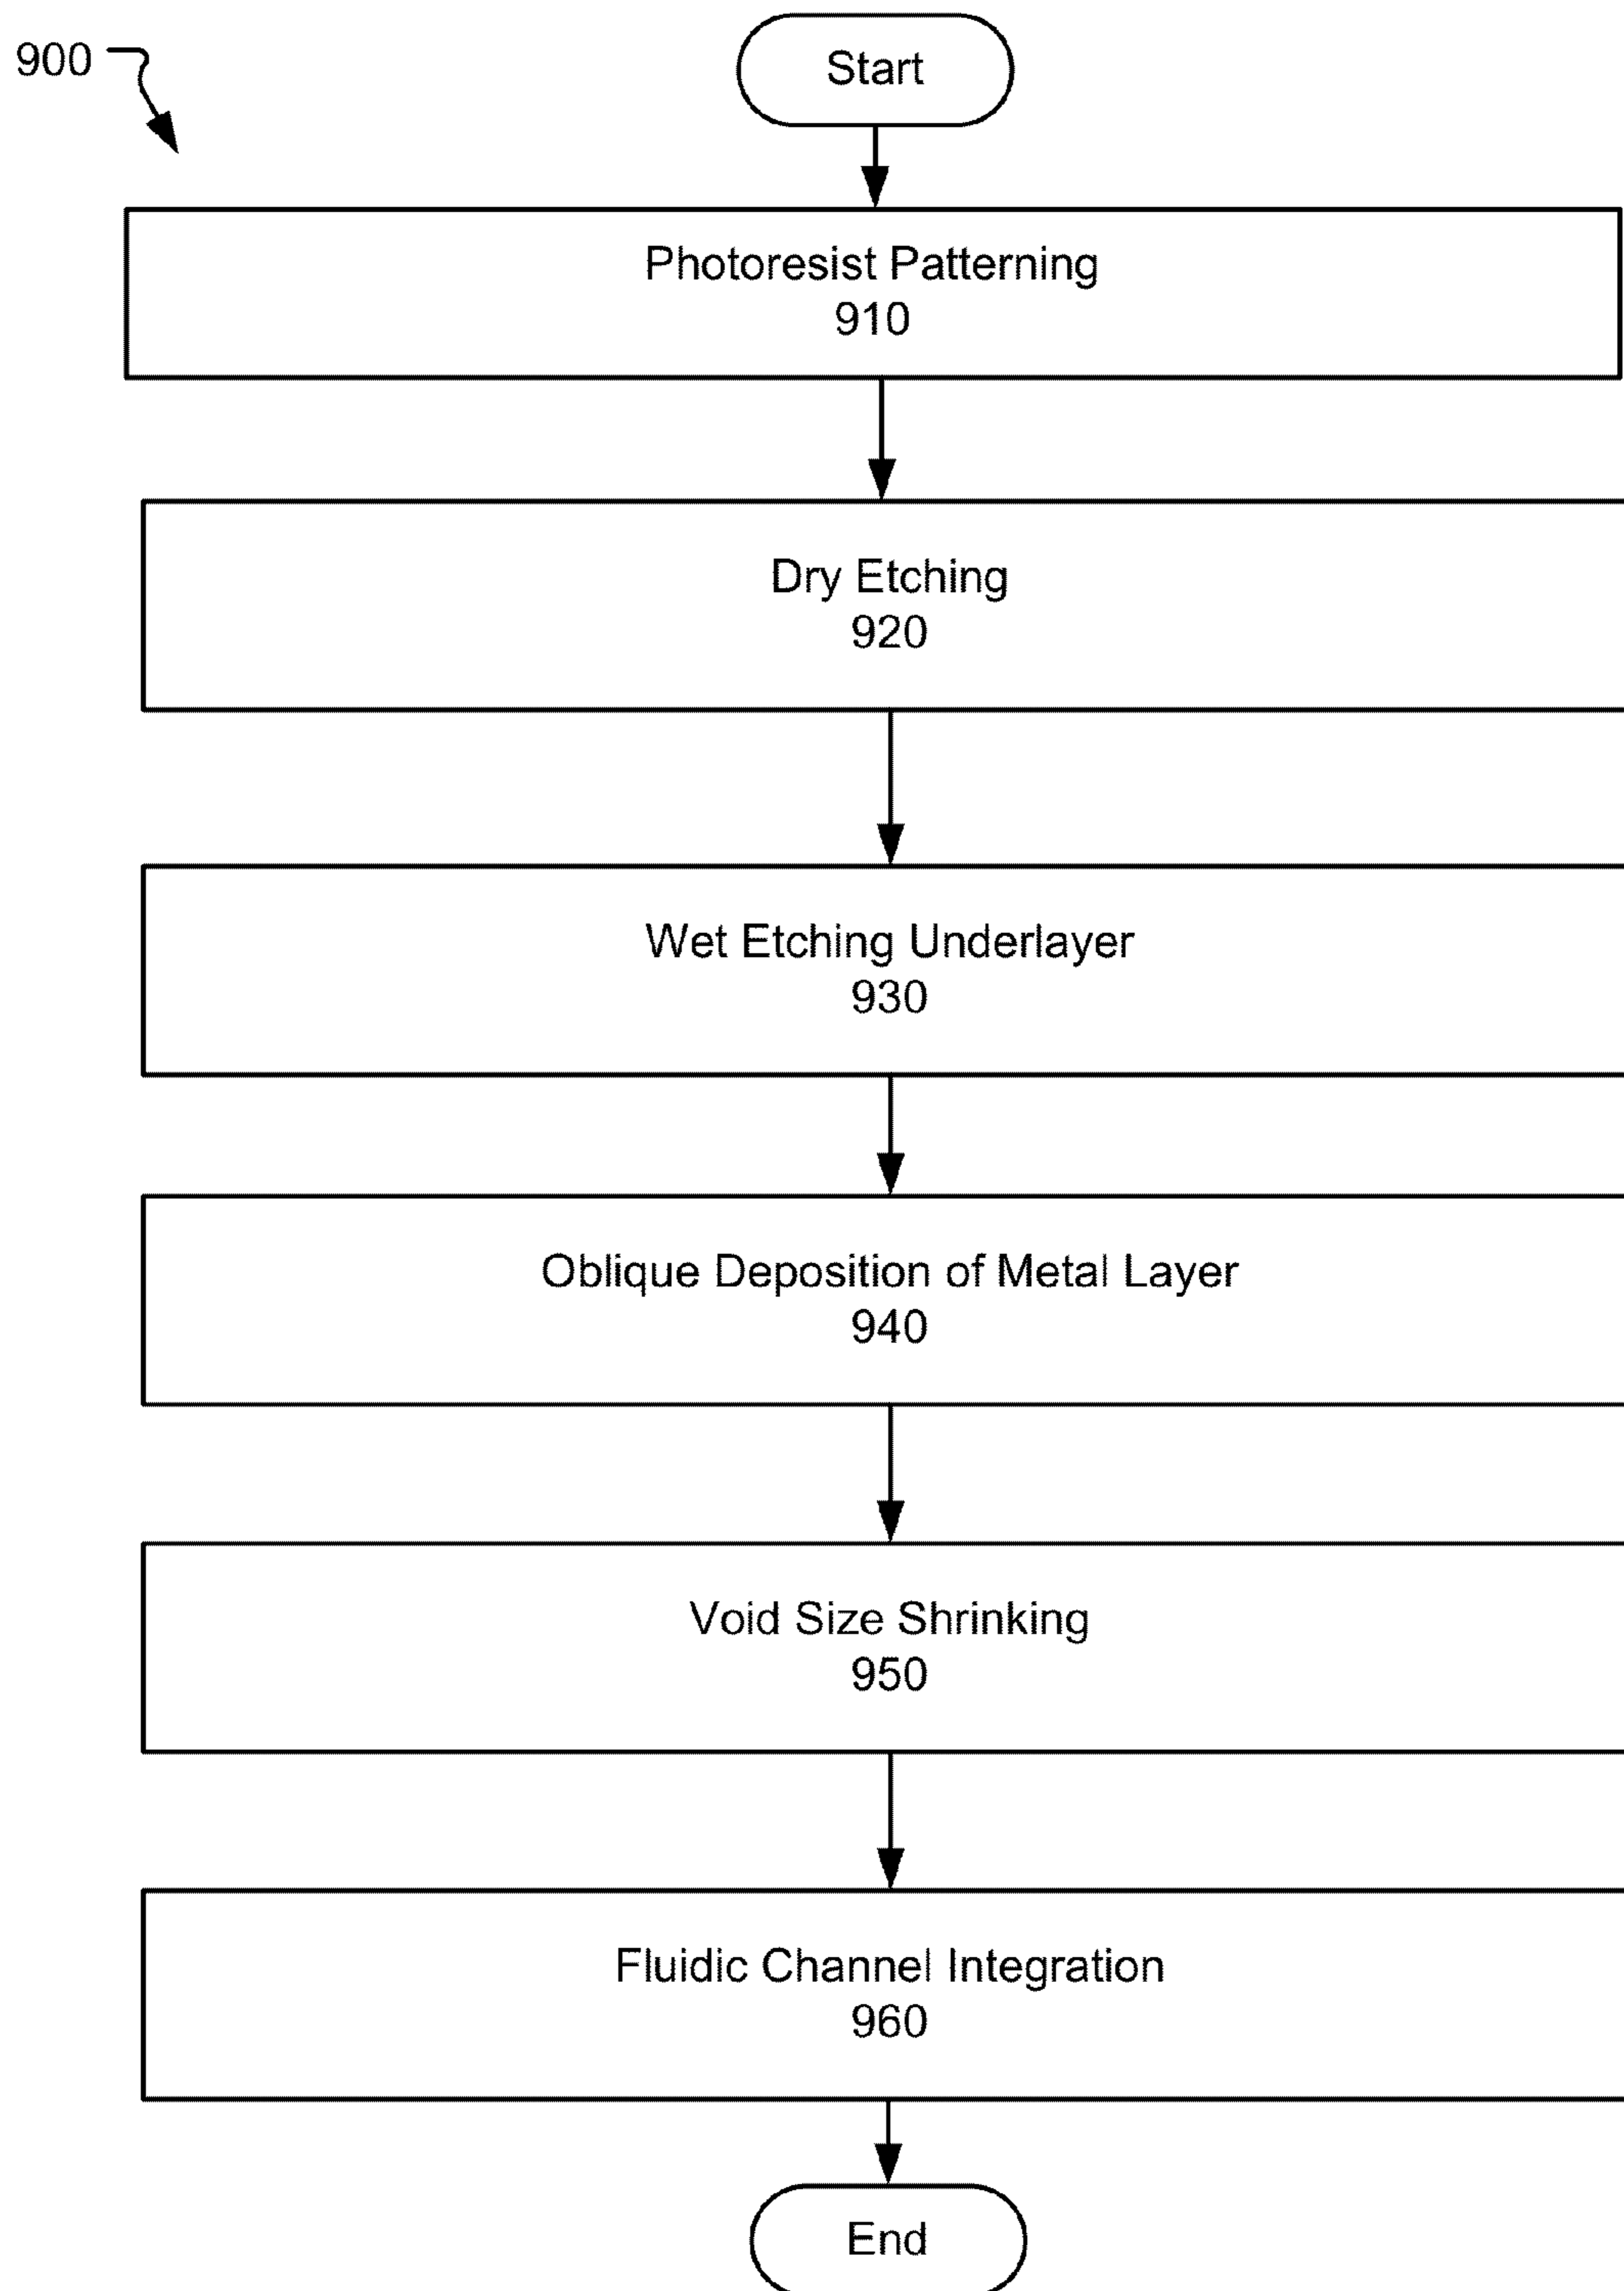 900
Start
Photoresist Patterning
910
Dry Etching
920
Wet Etching Underlayer
930
Oblique Deposition of Metal Layer
940
Void Size Shrinking
950
Fluidic Channel Integration
960
End